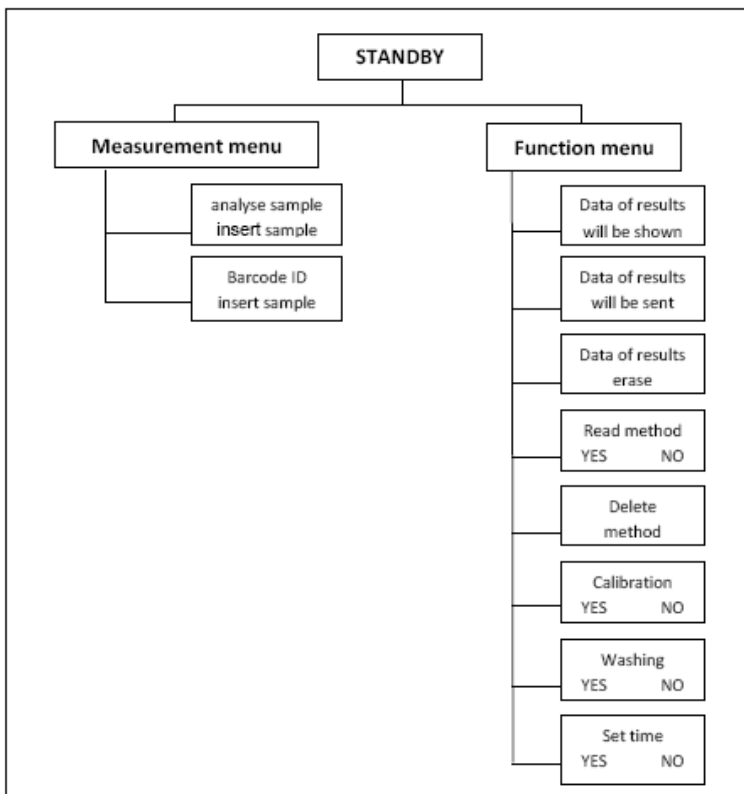 STANDBY
Measurement menu
analyse sample
insert sample
Barcode ID
insert sample
Function menu
Data of results
will be shown
Data of results
will be sent
Data of results
erase
Read method
YES NO
Delete
method
Calibration
YES NO
Washing
YES NO
Set time
YES NO